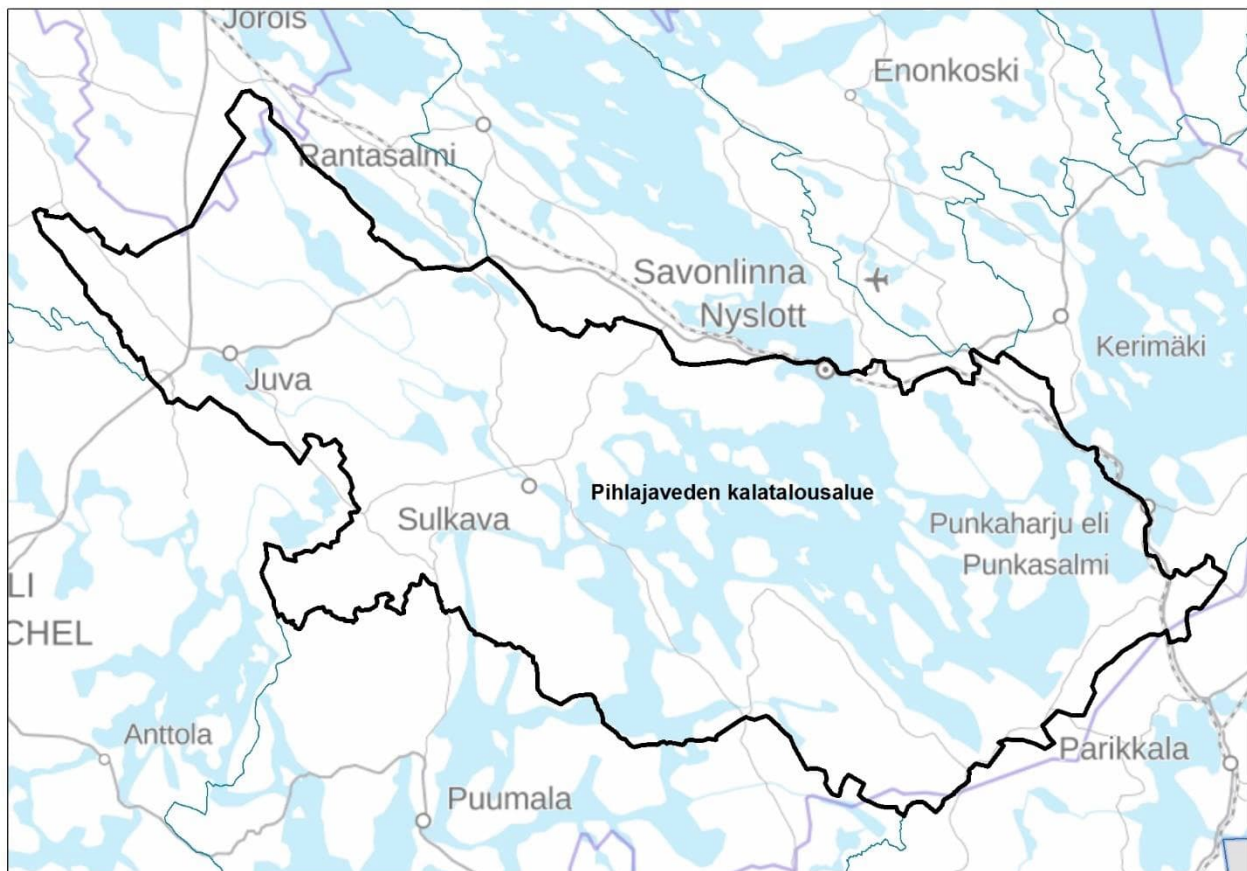 Jorois
Enonkoski
Rantasalmi
Savonlinna
Nyslott
Kerimäki
Juva
Pihlajaveden kalatalousalue
Sulkava
Punkaharju eli
Punkasalmi
LI
CHEL
Anttola
Parikkala
Puumala